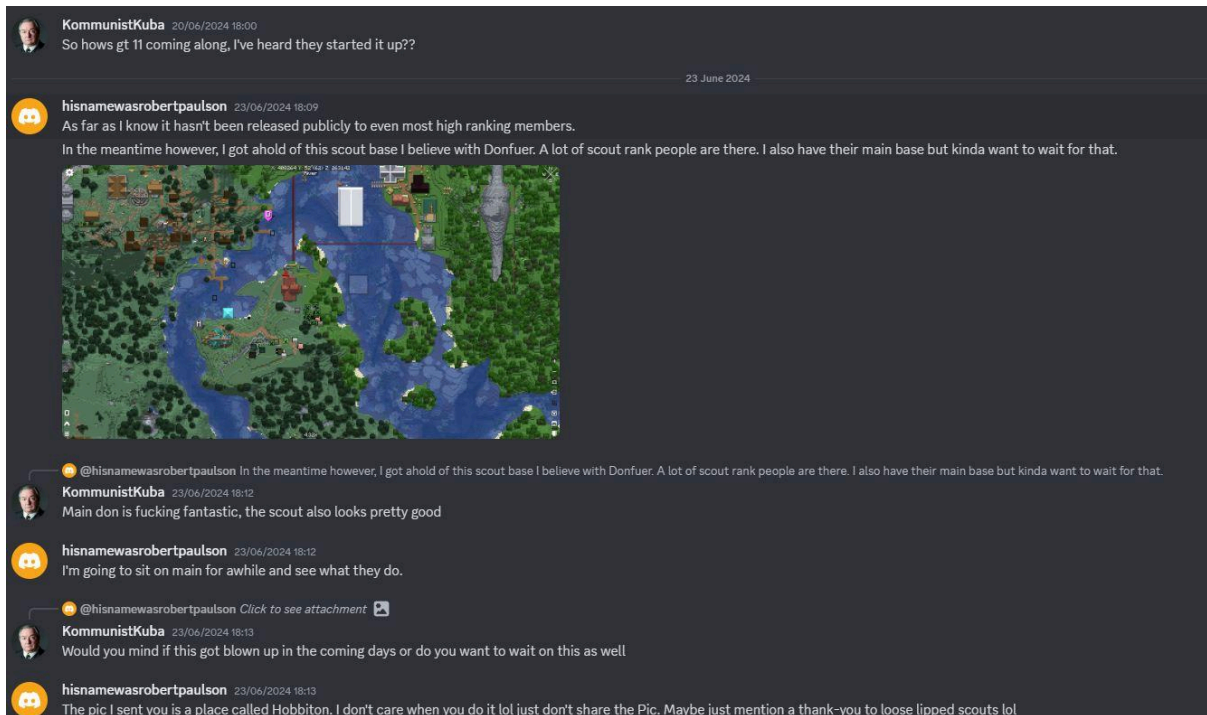 KommunistKuba 20/06/2024 18:00
So hows gt 11 coming along, I've heard they started it up??
23 June 2024
hisnamewasrobertpaulson 23/06/2024 18:09
As far as I know it hasn't been released publicly to even most high ranking members.
In the meantime however, I got ahold of this scout base I believe with Donfuer. A lot of scout rank people are there. I also have their main base but kinda want to wait for that.
@hisnamewasrobertpaulson In the meantime however, I got ahold of this scout base I believe with Donfuer. A lot of scout rank people are there. I also have their main base but kinda want to wait for that.
KommunistKuba 23/06/2024 18:12
Main don is fucking fantastic, the scout also looks pretty good
hisnamewasrobertpaulson 23/06/2024 18:12
I'm going to sit on main for awhile and see what they do.
@hisnamewasrobertpaulson Click to see attachment
KommunistKuba 23/06/2024 18:13
Would you mind if this got blown up in the coming days or do you want to wait on this as well
hisnamewasrobertpaulson 23/06/2024 18:13
The pic I sent you is a place called Hobbiton. I don't care when you do it lol just don't share the Pic. Maybe just mention a thank-you to loose lipped scouts lol